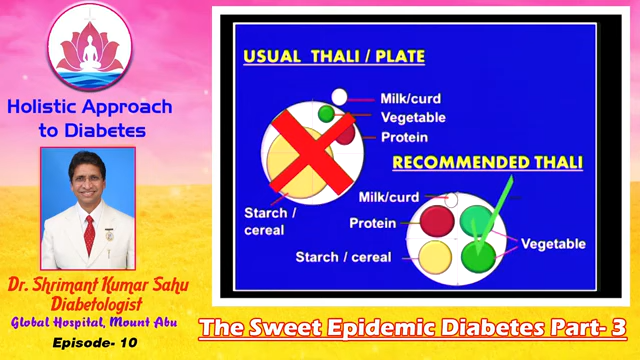 Holistic Approach
to Diabetes
Dr. Shrimant Kumar Sahu
Diabetologist
Global Hospital, Mount Abu
Episode- 10
USUAL THALI / PLATE
Milk/curd
Vegetable
Protein
Starch /
cereal
RECOMMENDED THALI
Milk/curd
Protein
Starch / cereal
Vegetable
The Sweet Epidemic Diabetes Part- 3